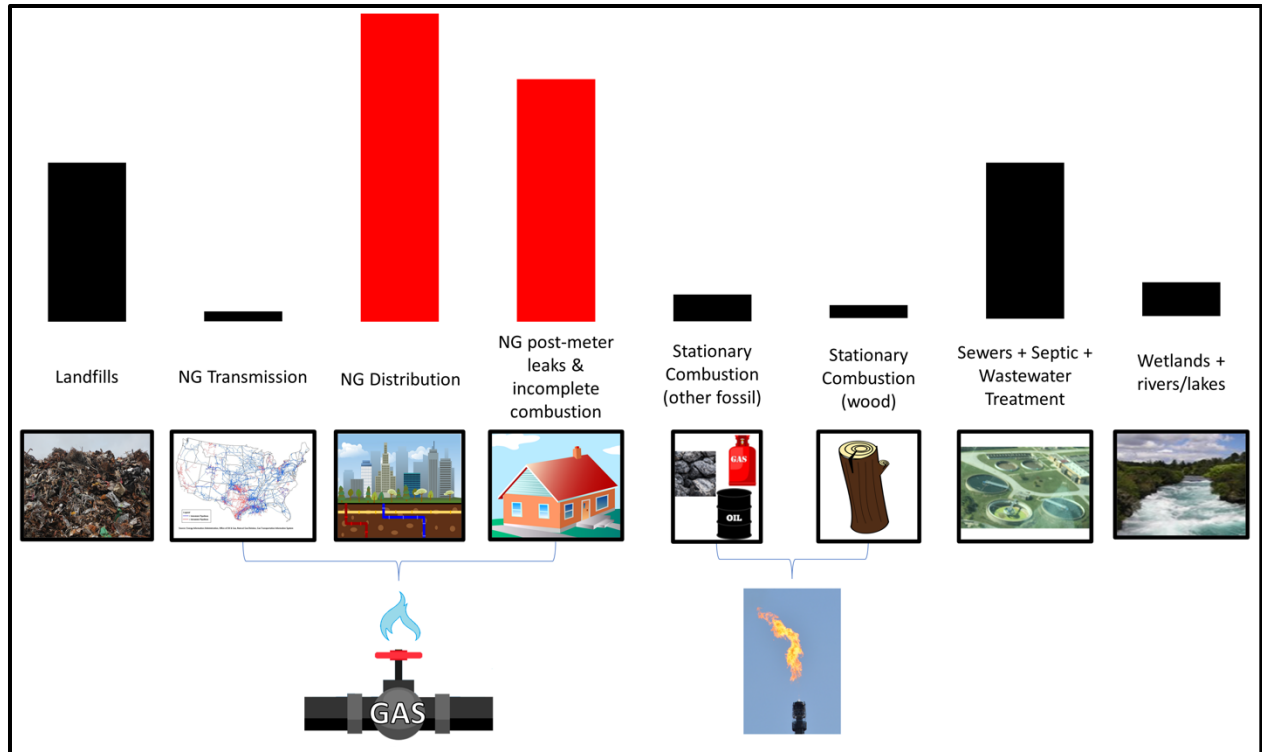 Landfills
NG Transmission
NG Distribution
NG post-meter
leaks &
incomplete
combustion
Stationary
Combustion
(other fossil)
Stationary
Combustion
(wood)
Sewers + Septic +
Wastewater
Treatment
Wetlands +
rivers/lakes
GAS
OIL
GAS